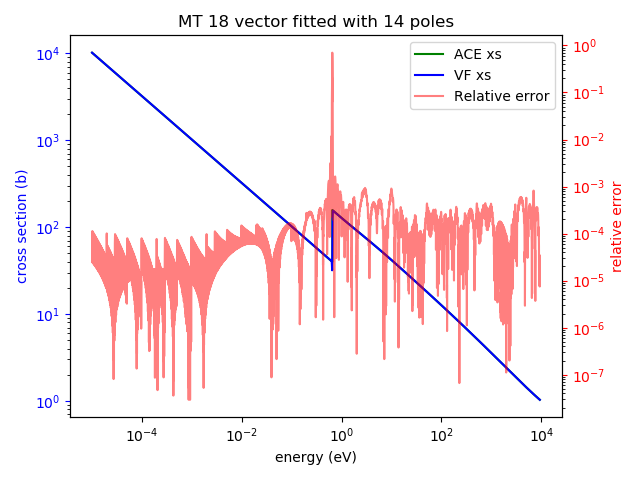 MT 18 vector fitted with 14 poles
ACE xs
VF xs
Relative error
cross section (b)
10^4
10^3
10^2
10^1
10^0
relative error
10^0
10^-1
10^-2
10^-3
10^-4
10^-5
10^-6
10^-7
10^-4
10^-2
10^0
10^2
10^4
energy (eV)